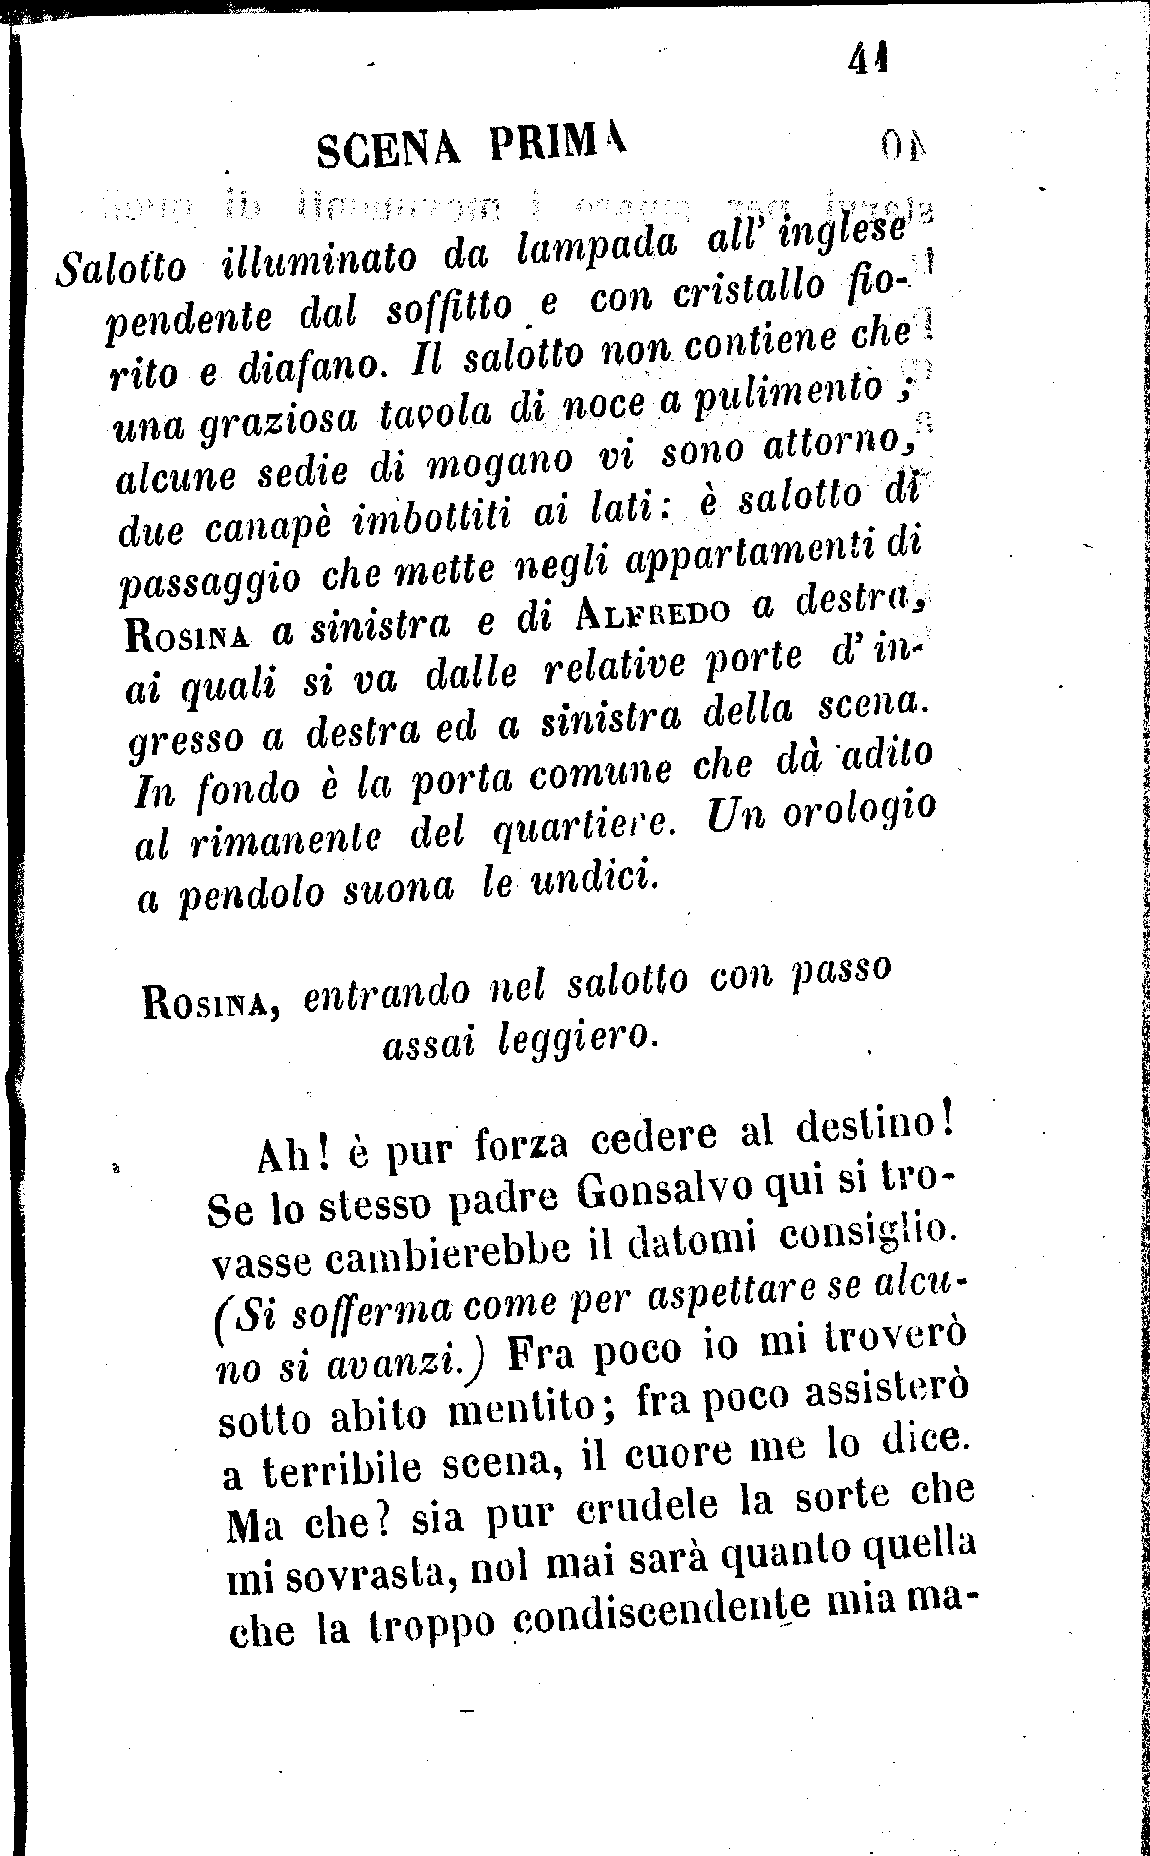 41
SCENA PRIMA
Salotto illuminato da lampada all' inglese
pendente dal soffitto e con cristallo fio-
rito e diafano. Il salotto non contiene che
una graziosa tavola di noce a pulimento ;
alcune sedie di mogano vi sono attorno,
due canapè imbottiti ai lati: è salotto di
passaggio che mette negli appartamenti di
ROSINA a sinistra e di ALFREDO a destra,
ai quali si va dalle relative porte d' in-
gresso a destra ed a sinistra della scena.
In fondo è la porta comune che dà adito
al rimanente del quartiere. Un orologio
a pendolo suona le undici.
ROSINA, entrando nel salotto con passo
assai leggiero.
Ah! è pur forza cedere al destino!
Se lo stesso padre Gonsalvo qui si tro-
vasse cambierebbe il datomi consiglio.
(Si sofferma come per aspettare se alcu-
no si avanzi.) Fra poco io mi troverò
sotto abito mentito; fra poco assisterò
a terribile scena, il cuore me lo dice.
Ma che? sia pur crudele la sorte che
mi sovrasta, nol mai sarà quanto quella
che la troppo condiscendente mia ma-